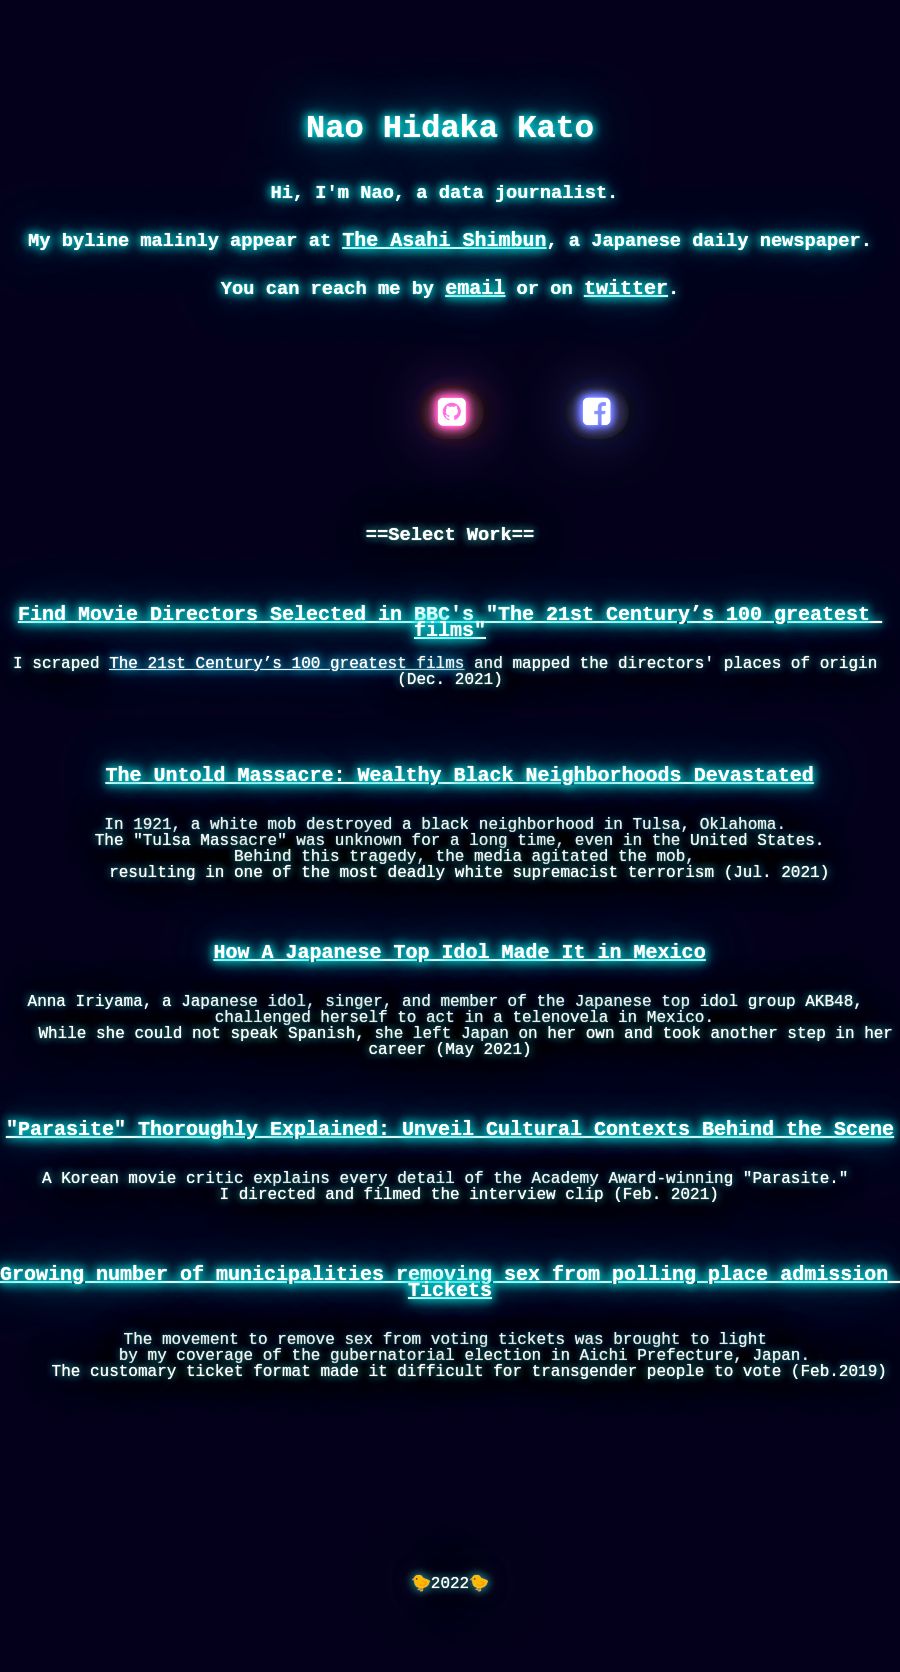 Nao Hidaka Kato
Hi, I'm Nao, a data journalist.
My byline malinly appear at The Asahi Shimbun, a Japanese daily newspaper.
You can reach me by email or on twitter.
==Select Work==
Find Movie Directors Selected in BBC's "The 21st Century’s 100 greatest
films"
I scraped The 21st Century’s 100 greatest films and mapped the directors' places of origin
(Dec. 2021)
The Untold Massacre: Wealthy Black Neighborhoods Devastated
In 1921, a white mob destroyed a black neighborhood in Tulsa, Oklahoma.
The "Tulsa Massacre" was unknown for a long time, even in the United States.
Behind this tragedy, the media agitated the mob,
resulting in one of the most deadly white supremacist terrorism (Jul. 2021)
How A Japanese Top Idol Made It in Mexico
Anna Iriyama, a Japanese idol, singer, and member of the Japanese top idol group AKB48,
challenged herself to act in a telenovela in Mexico.
While she could not speak Spanish, she left Japan on her own and took another step in her
career (May 2021)
"Parasite" Thoroughly Explained: Unveil Cultural Contexts Behind the Scene
A Korean movie critic explains every detail of the Academy Award-winning "Parasite."
I directed and filmed the interview clip (Feb. 2021)
Growing number of municipalities removing sex from polling place admission
Tickets
The movement to remove sex from voting tickets was brought to light
by my coverage of the gubernatorial election in Aichi Prefecture, Japan.
The customary ticket format made it difficult for transgender people to vote (Feb.2019)
🐤2022🐤